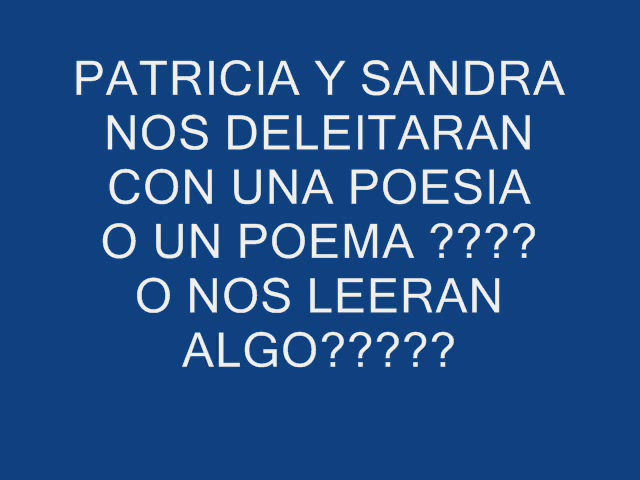 PATRICIA Y SANDRA
NOS DELEITARAN
CON UNA POESIA
O UN POEMA ????
O NOS LEERAN
ALGO?????